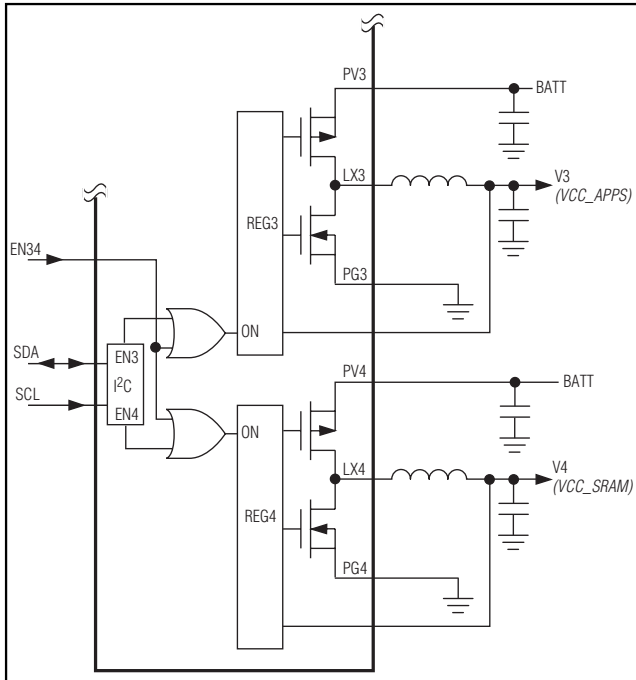 PV3
BATT
LX3
V3
(VCC_APPS)
REG3
EN34
PG3
ON
SDA
EN3
I²C
SCL
EN4
PV4
BATT
ON
LX4
V4
(VCC_SRAM)
REG4
PG4